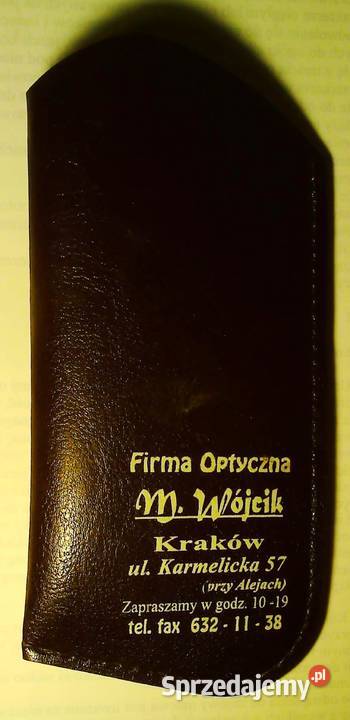 Firma Optyczna
M. Wójcik
Kraków
ul. Karmelicka 57
(przy Alejach)
Zapraszamy w godz. 10 -19
tel. fax 632 - 11 - 38
Sprzedajemy.pl